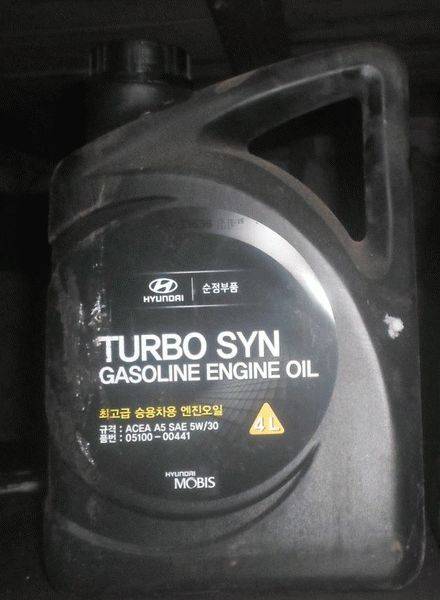 HYUNDAI
순정부품
TURBO SYN
GASOLINE ENGINE OIL
최고급 승용차용 엔진오일
규격 : ACEA A5 SAE 5W/30
품번 : 05100-00441
4L
HYUNDAI
MOBIS